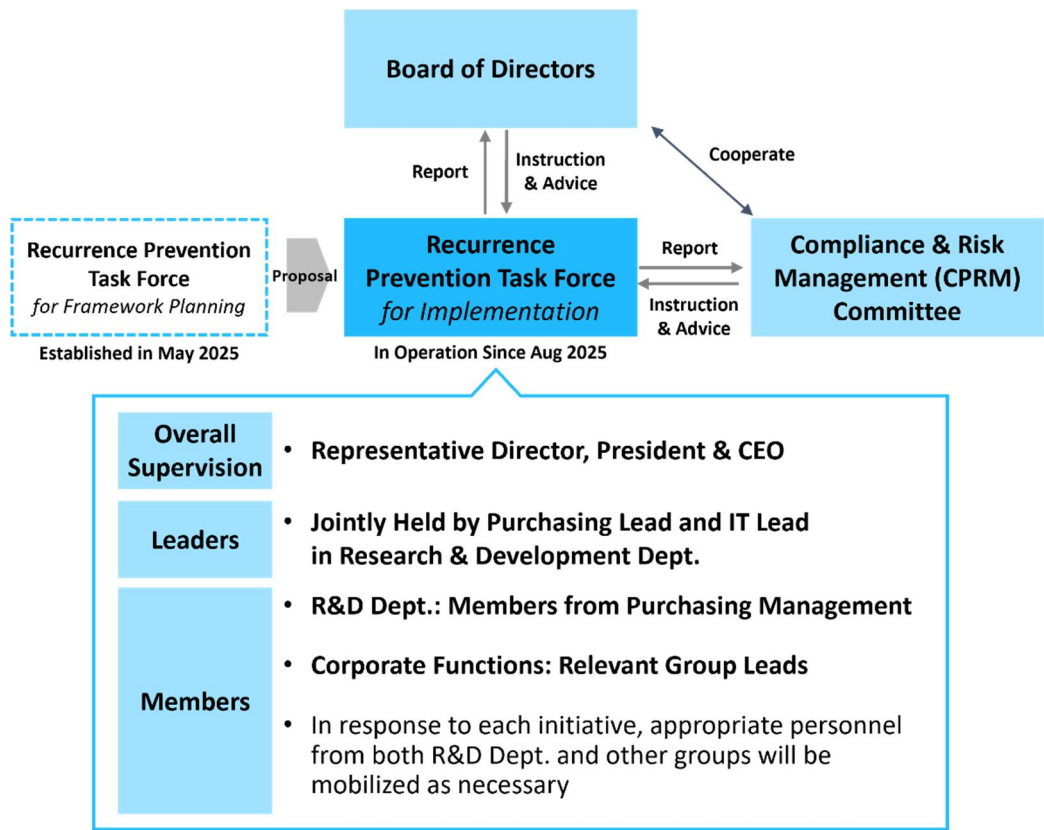 Board of Directors
Report
Instruction
& Advice
Cooperate
Recurrence Prevention
Task Force
for Framework Planning
Established in May 2025
Proposal
Recurrence
Prevention Task Force
for Implementation
In Operation Since Aug 2025
Report
Instruction
& Advice
Compliance & Risk
Management (CPRM)
Committee
Overall
Supervision
• Representative Director, President & CEO
Leaders
• Jointly Held by Purchasing Lead and IT Lead
in Research & Development Dept.
Members
• R&D Dept.: Members from Purchasing Management
• Corporate Functions: Relevant Group Leads
• In response to each initiative, appropriate personnel
from both R&D Dept. and other groups will be
mobilized as necessary